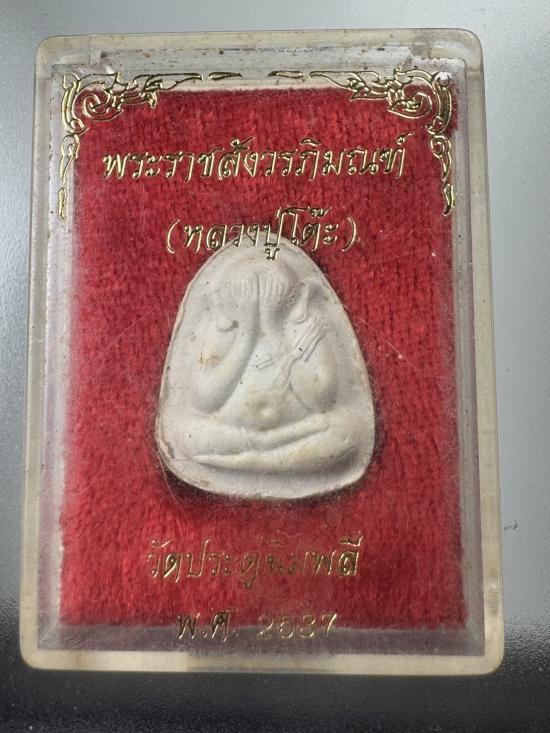 พระราชสังวรภิมณฑ์
(หลวงปู่โต๊ะ)
วัดประดู่ฉิมพลี
พ.ศ. 2537